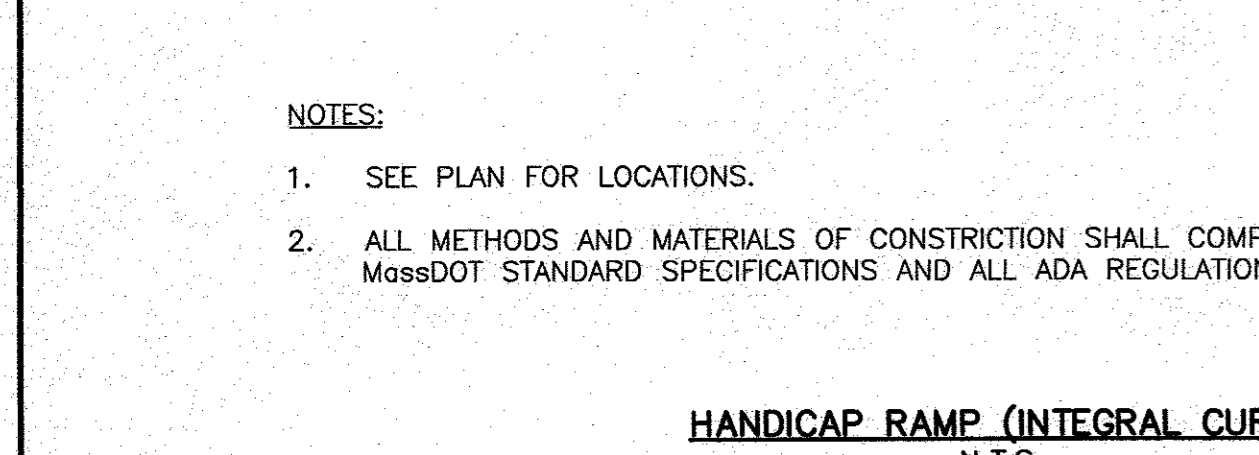 NOTES:
1. SEE PLAN FOR LOCATIONS.
2. ALL METHODS AND MATERIALS OF CONSTRICTION SHALL
MassDOT STANDARD SPECIFICATIONS AND ALL ADA
HANDICAP RAMP (INTEGRAL